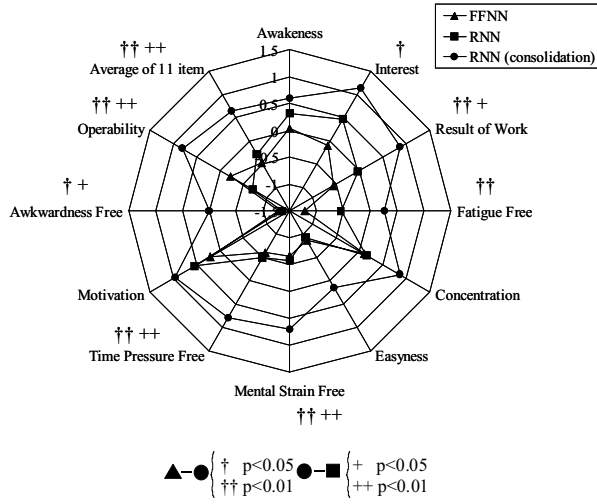 FFNN
RNN
RNN (consolidation)
Awakeness
†
Interest
†† +
Result of Work
††
Fatigue Free
Concentration
Easyness
Mental Strain Free
†† ++
Time Pressure Free
†† ++
Motivation
† +
Awkwardness Free
†† ++
Operability
†† ++
Average of 11 item
1.5
1
0.5
0
-0.5
-1
-1
† p<0.05
†† p<0.01
+ p<0.05
++ p<0.01